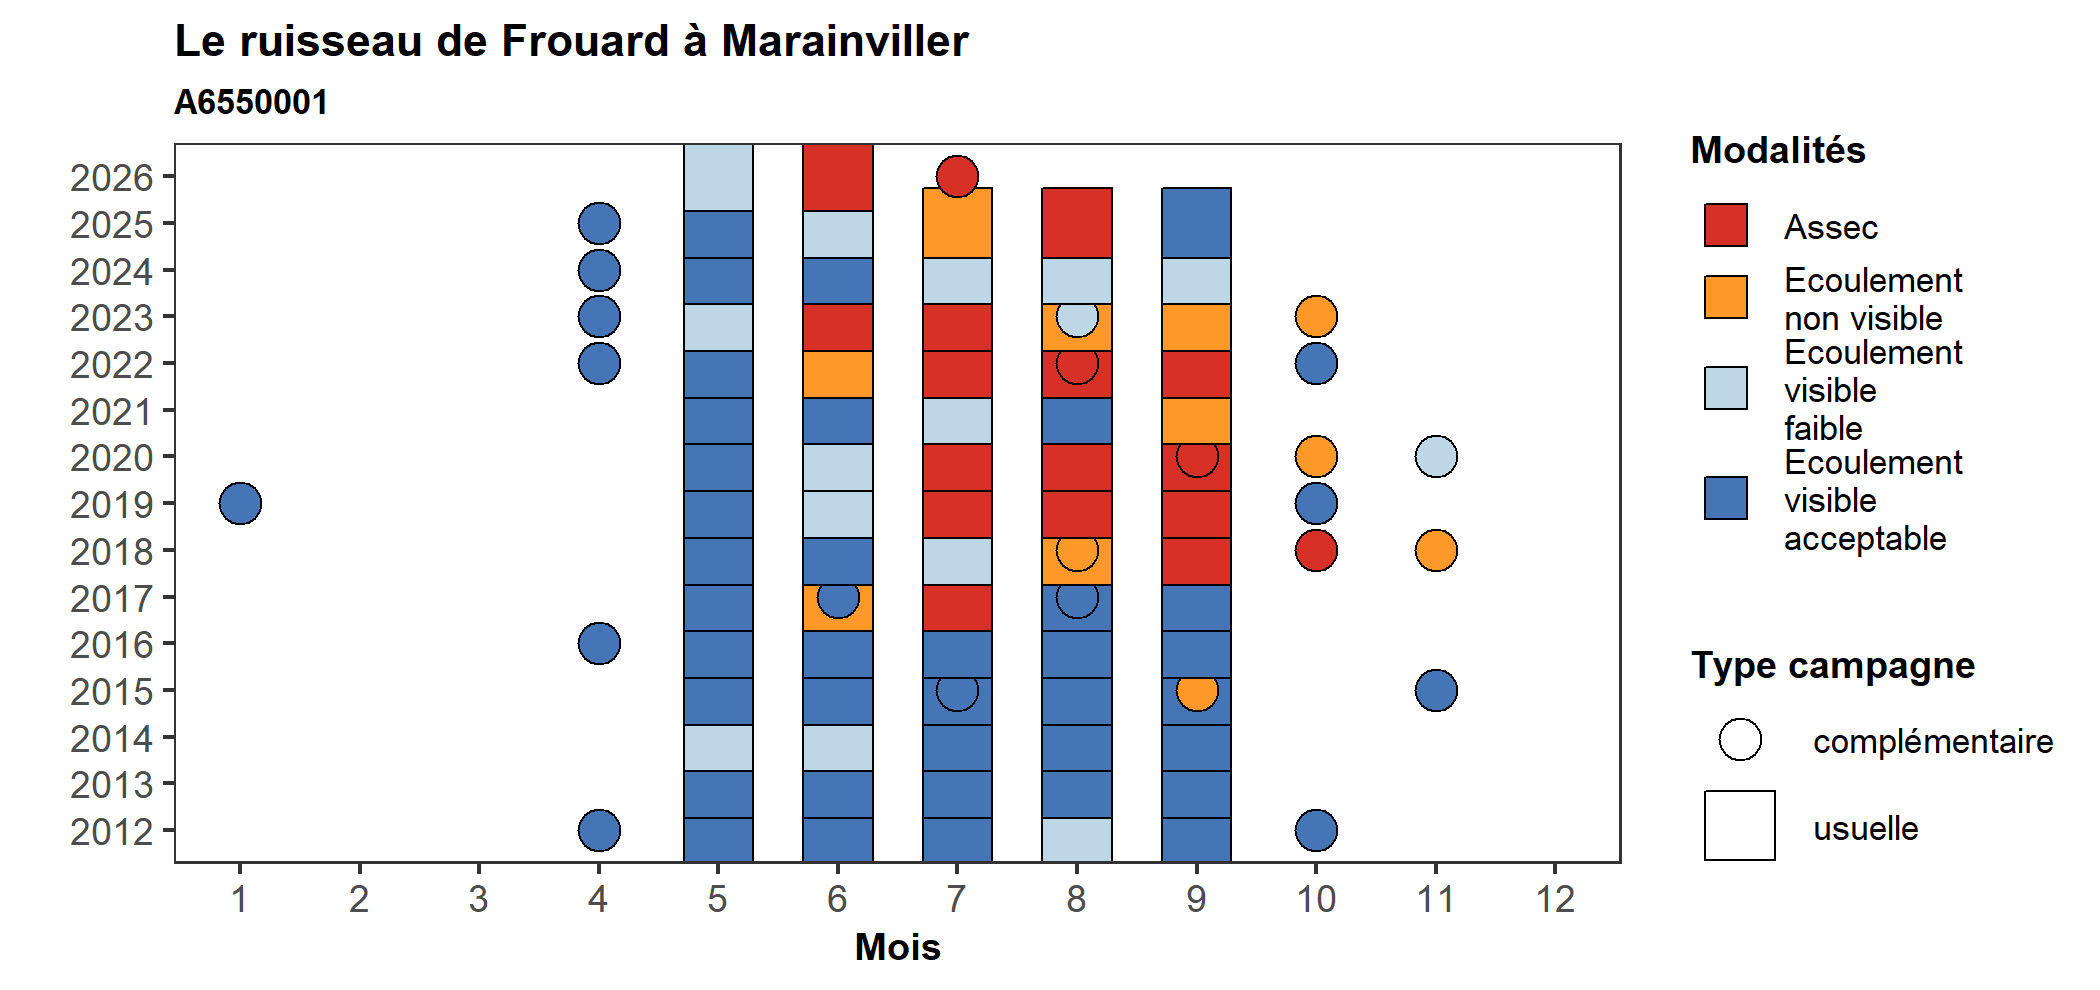 Le ruisseau de Frouard à Marainviller
A6550001
2026
2025
2024
2023
2022
2021
2020
2019
2018
2017
2016
2015
2014
2013
2012
1 2 3 4 5 6 7 8 9 10 11 12
Mois
Modalités
Assec
Ecoulement
non visible
Ecoulement
visible
faible
Ecoulement
visible
acceptable
Type campagne
complémentaire
usuelle